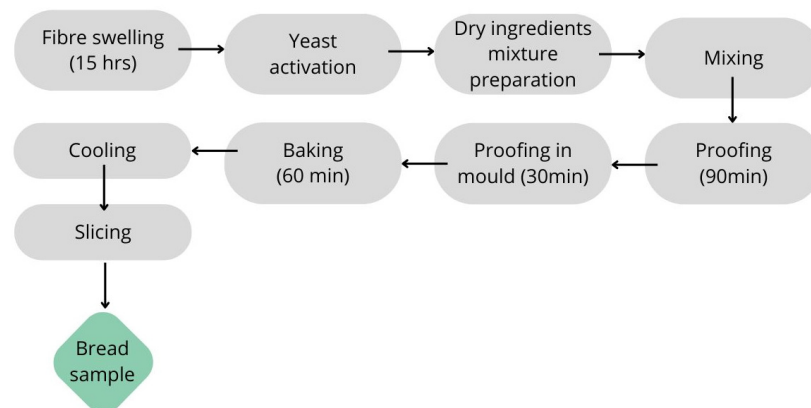 Fibre swelling
(15 hrs)
Yeast
activation
Dry ingredients
mixture
preparation
Mixing
Proofing
(90min)
Proofing in
mould (30min)
Baking
(60 min)
Cooling
Slicing
Bread
sample